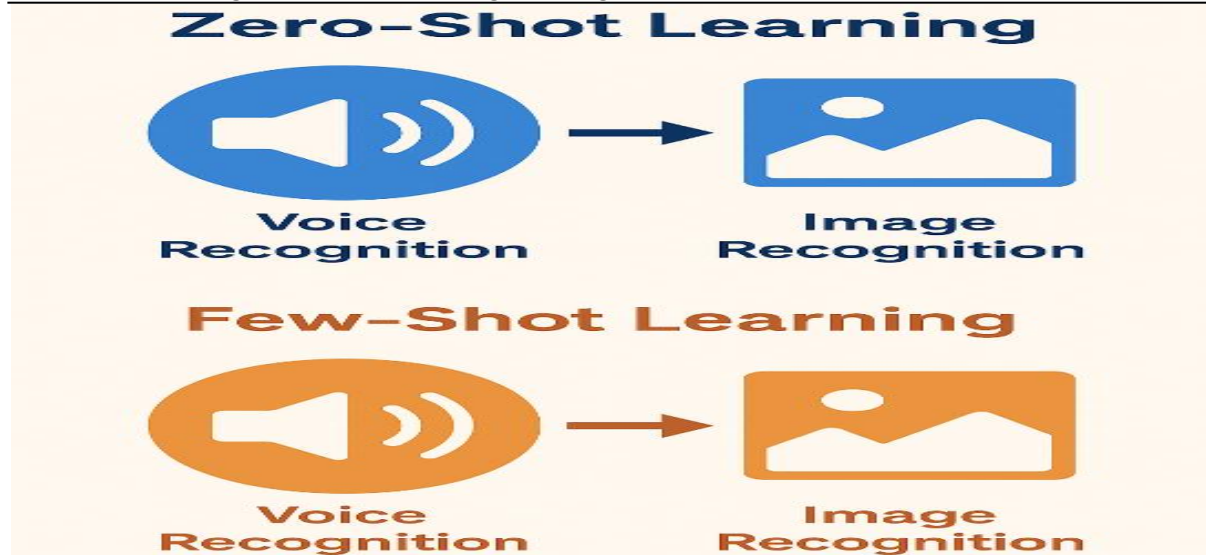 Zero-Shot Learning
Voice
Recognition
Image
Recognition
Few-Shot Learning
Voice
Recognition
Image
Recognition